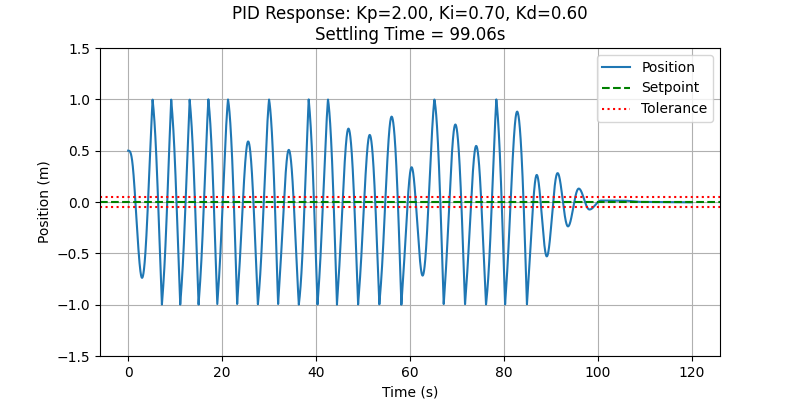 PID Response: Kp=2.00, Ki=0.70, Kd=0.60
Settling Time = 99.06s
1.5
1.0
0.5
0.0
−0.5
−1.0
−1.5
Position (m)
Position
Setpoint
Tolerance
0 20 40 60 80 100 120
Time (s)